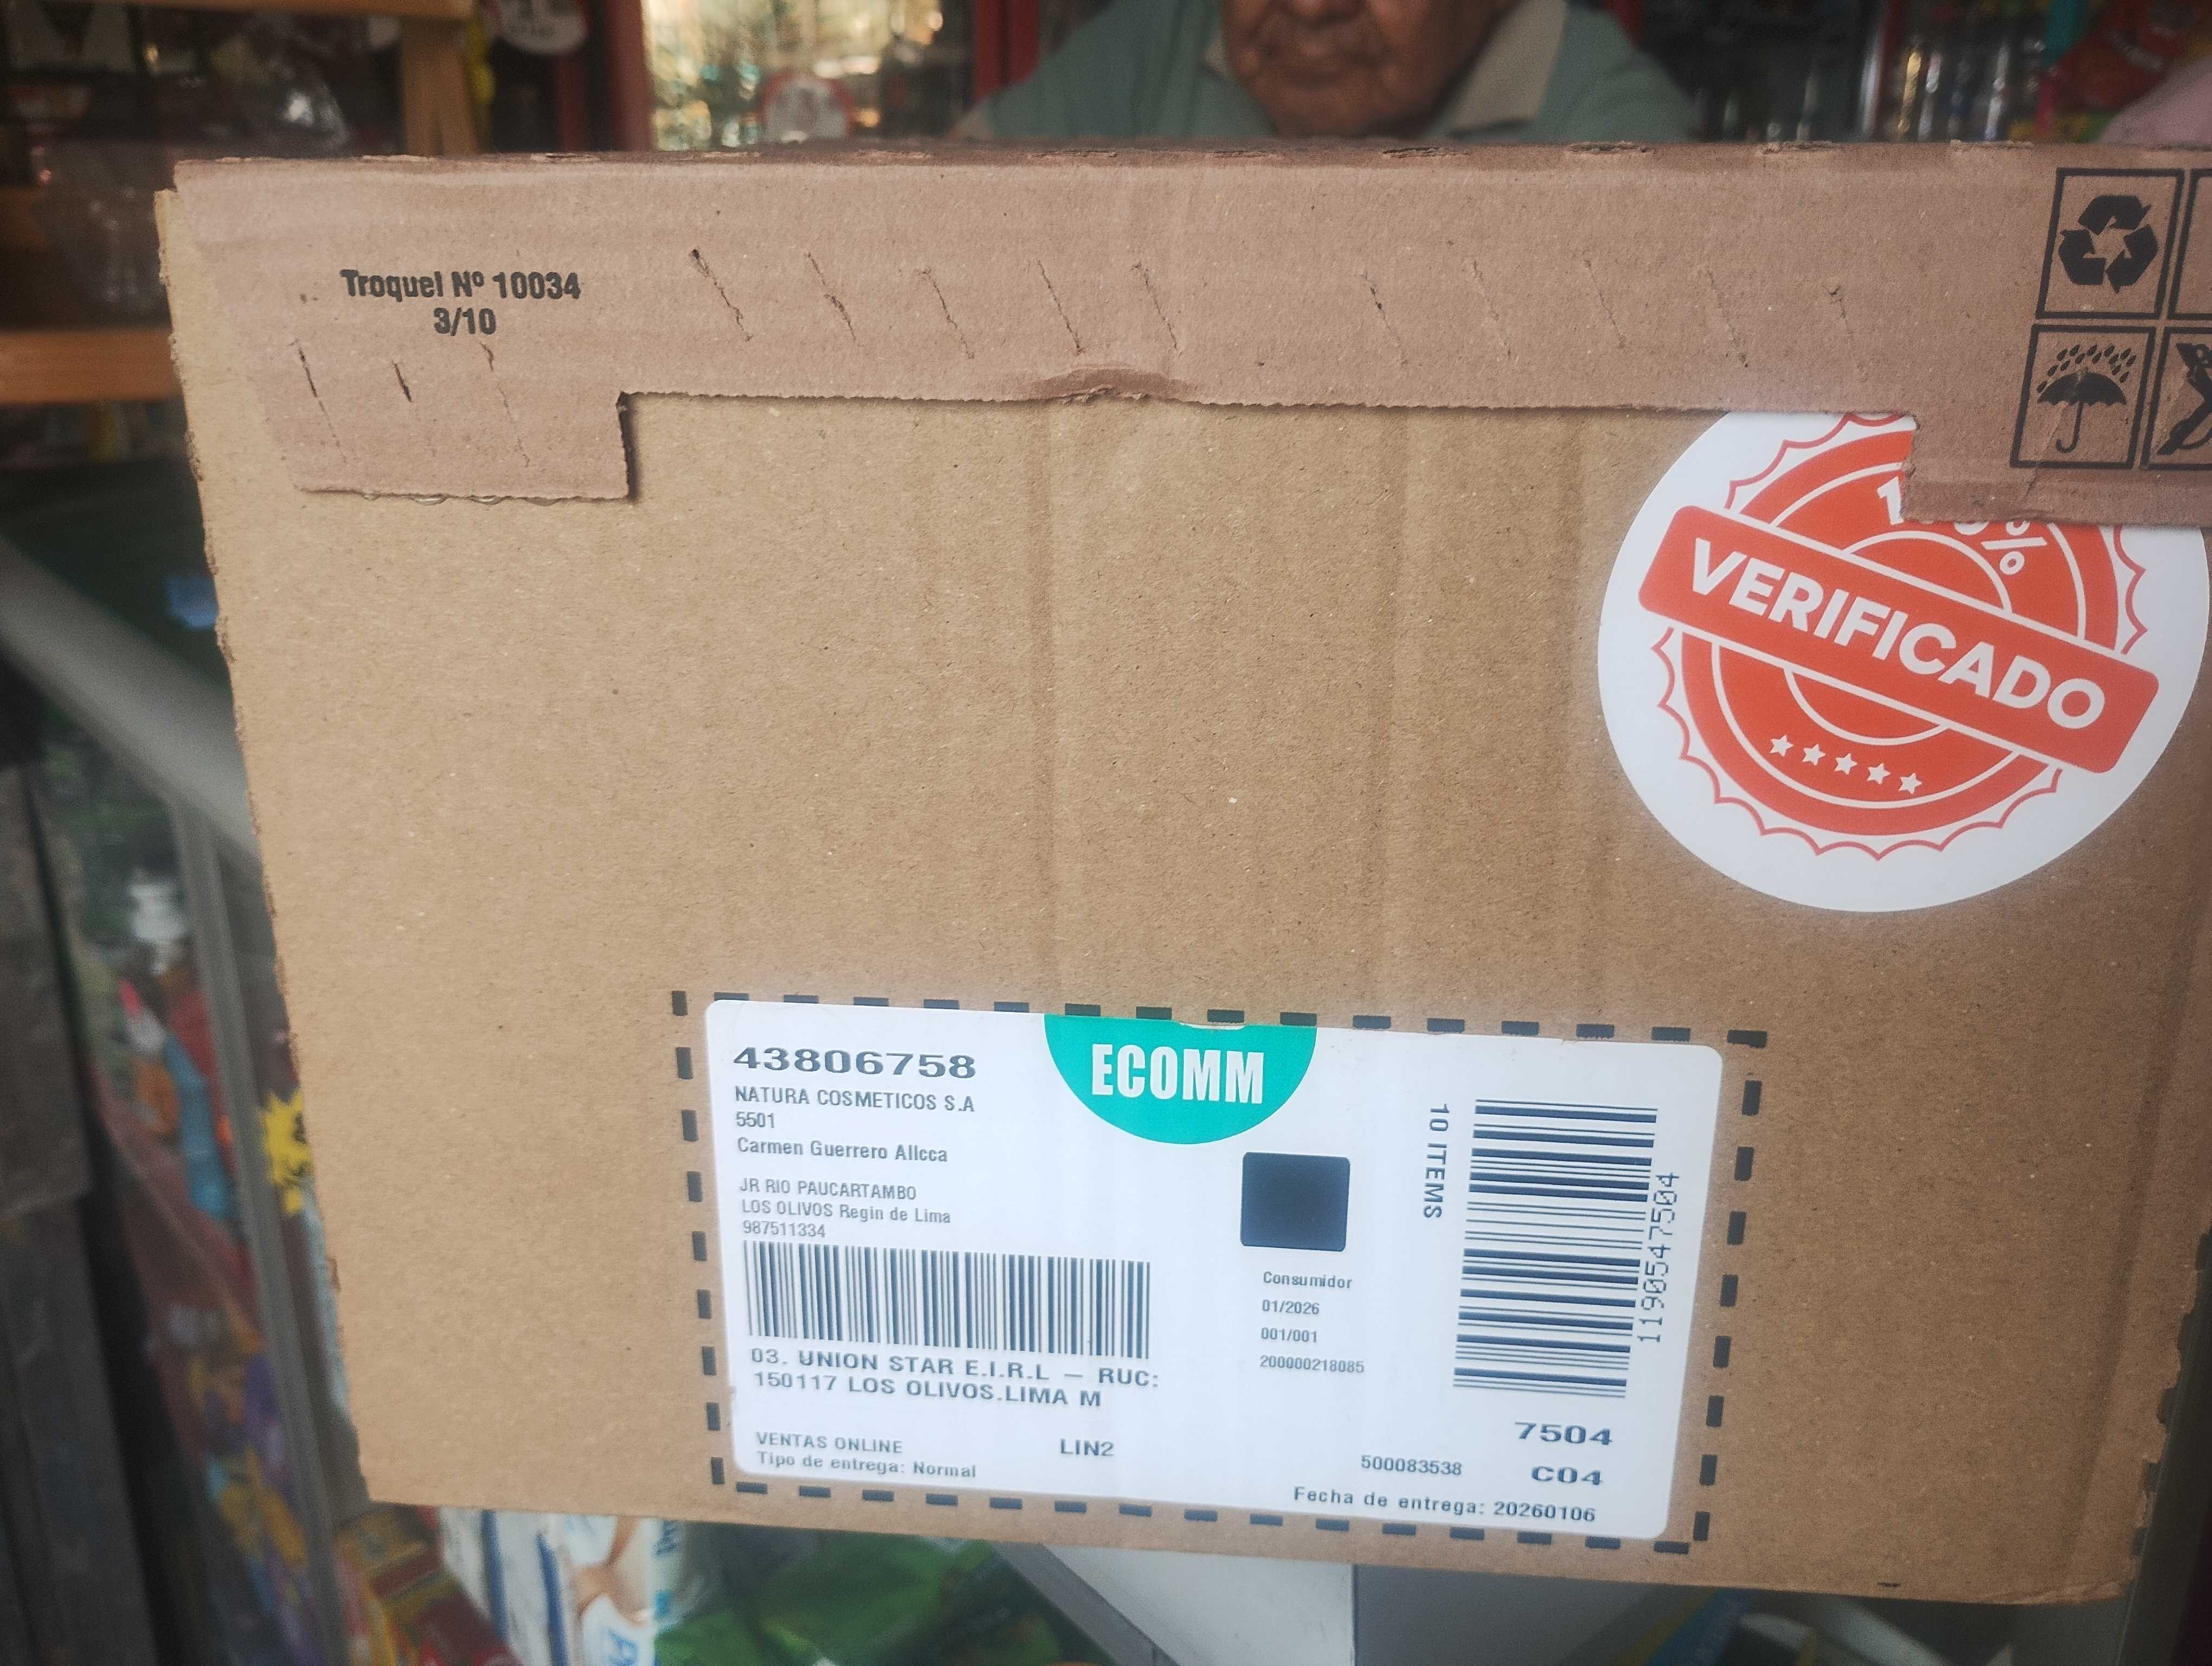 Troquel Nº 10034
3/10
VERIFICADO
43806758
NATURA COSMETICOS S.A
5501
Carmen Guerrero Allcca
JR RIO PAUCARTAMBO
LOS OLIVOS Regin de Lima
987511334
03. UNION STAR E.I.R.L — RUC:
150117 LOS OLIVOS.LIMA M
VENTAS ONLINE
Tipo de entrega: Normal
LIN2
ECOMM
Consumidor
01/2026
001/001
200000218085
10 ITEMS
119054747504
7504
500083538
C04
Fecha de entrega: 20260106